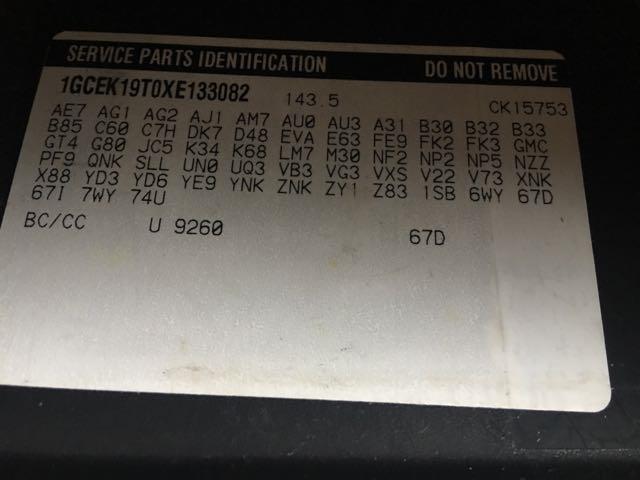 SERVICE PARTS IDENTIFICATION DO NOT REMOVE
1GCEK19T0XE133082 143.5 CK15753
AE7 AG1 AG2 AJ1 AM7 AU0 AU3 A31 B30 B32 B33
B85 C60 C7H DK7 D48 EVA E63 FE9 FK2 FK3 GMC
GT4 G80 JC5 K34 K68 LM7 M30 NF2 NP2 NP5 NZZ
PF9 QNK SLL UN0 UQ3 VB3 VG3 VXS V22 V73 XNK
X88 YD3 YD6 YE9 YNK ZNK ZY1 Z83 1SB 6WY 67D
67I 7WY 74U
BC/CC U 9260 67D